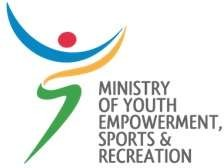 MINISTRY
OF YOUTH
EMPOWERMENT,
SPORTS &
RECREATION